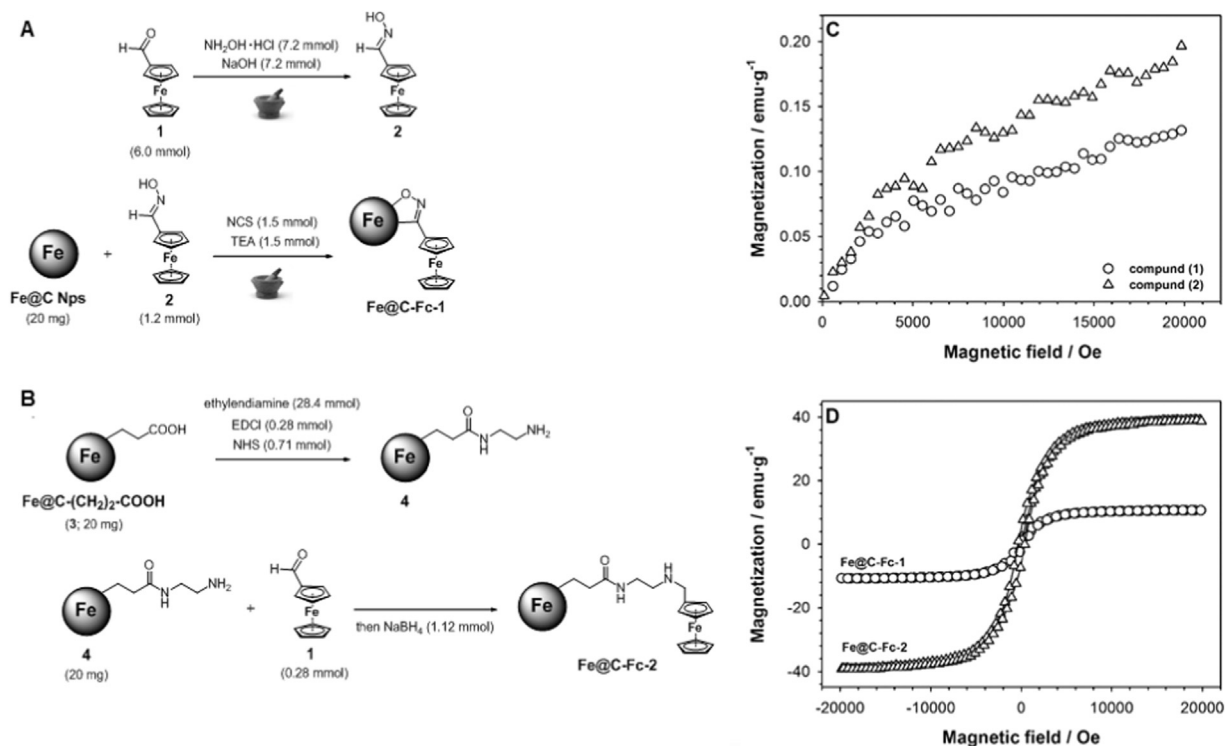 A
H
O
Fe
1
(6.0 mmol)
NH2OH·HCl (7.2 mmol)
NaOH (7.2 mmol)
HO
N
H
Fe
2
Fe
Fe@C Nps
(20 mg)
+
HO
N
H
Fe
2
(1.2 mmol)
NCS (1.5 mmol)
TEA (1.5 mmol)
Fe
O
N
Fe
Fe@C-Fc-1
B
Fe
COOH
Fe@C-(CH2)2-COOH
(3; 20 mg)
ethylendiamine (28.4 mmol)
EDCI (0.28 mmol)
NHS (0.71 mmol)
Fe
O
N
H
NH2
4
Fe
O
N
H
NH2
4
(20 mg)
+
H
O
Fe
1
(0.28 mmol)
then NaBH4 (1.12 mmol)
Fe
O
N
H
H
N
Fe
Fe@C-Fc-2
C
Magnetization / emu·g-1
0.20
0.15
0.10
0.05
0.00
compund (1)
compund (2)
0 5000 10000 15000 20000
Magnetic field / Oe
D
Magnetization / emu·g-1
40
20
0
-20
-40
Fe@C-Fc-1
Fe@C-Fc-2
-20000 -10000 0 10000 20000
Magnetic field / Oe